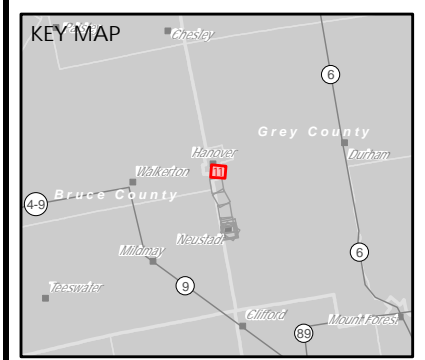 KEY MAP
Chesley
6
Grey County
Hanover
11
Durham
Walkerton
Bruce County
4-9
Neustadt
Mildmay
6
Teeswater
9
Clifford
Mount Forest
89